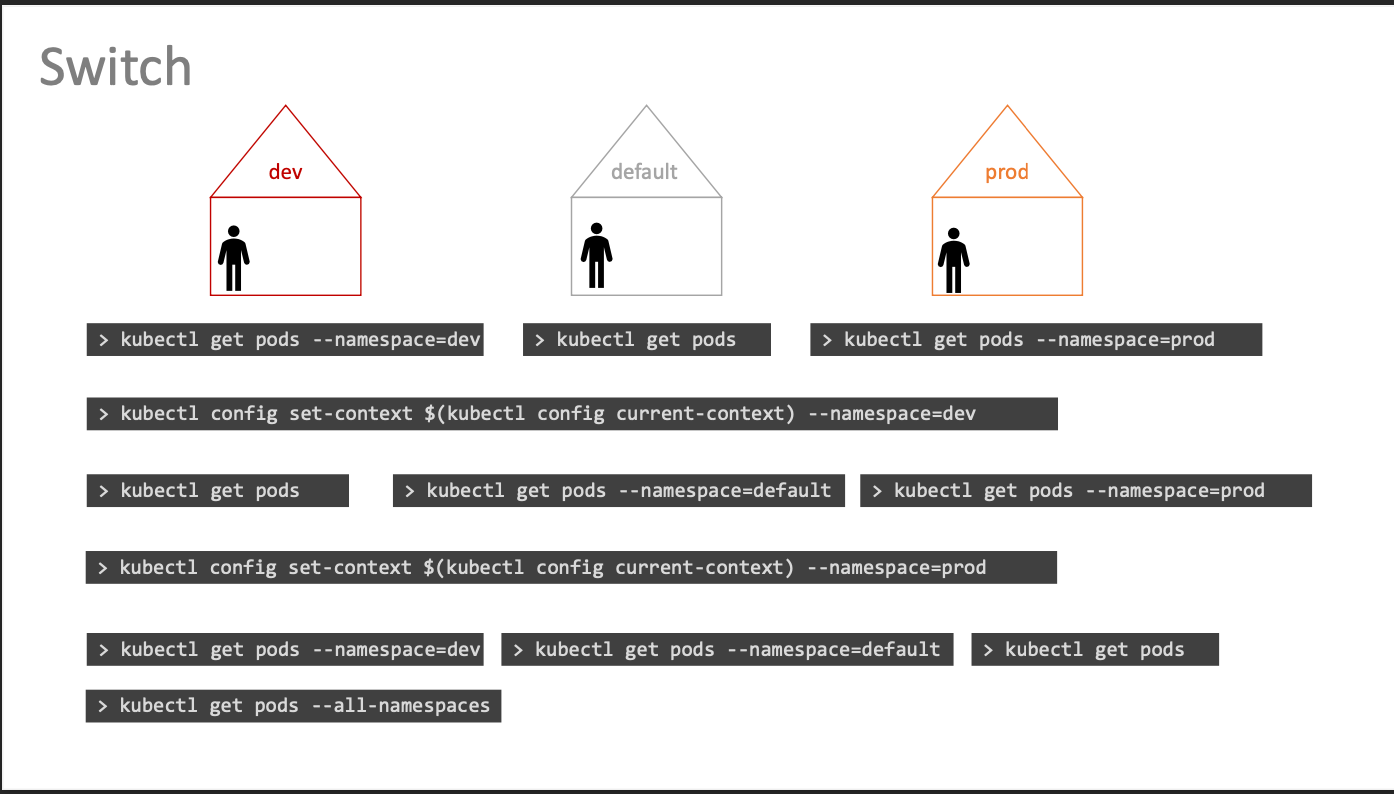 Switch
dev
default
prod
> kubectl get pods --namespace=dev
> kubectl get pods
> kubectl get pods --namespace=prod
> kubectl config set-context $(kubectl config current-context) --namespace=dev
> kubectl get pods
> kubectl get pods --namespace=default
> kubectl get pods --namespace=prod
> kubectl config set-context $(kubectl config current-context) --namespace=prod
> kubectl get pods --namespace=dev
> kubectl get pods --namespace=default
> kubectl get pods
> kubectl get pods --all-namespaces